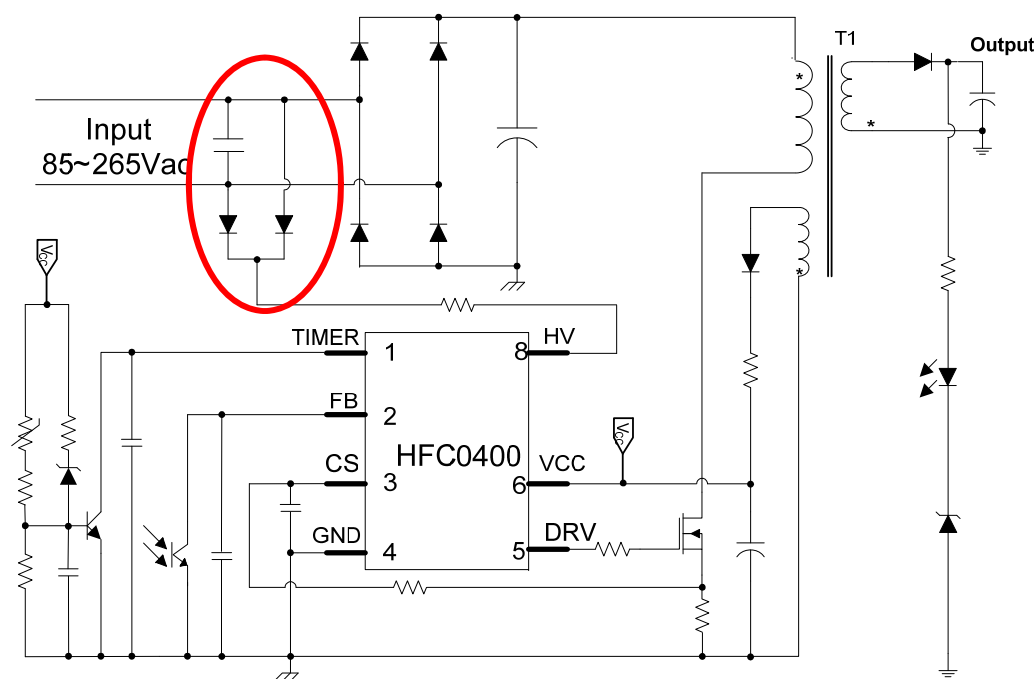 T1
Output
*
Input
85~265Vac
*
*
Vcc
TIMER
1
8
HV
FB
2
HFC0400
Vcc
CS
3
6
VCC
GND
4
5
DRV